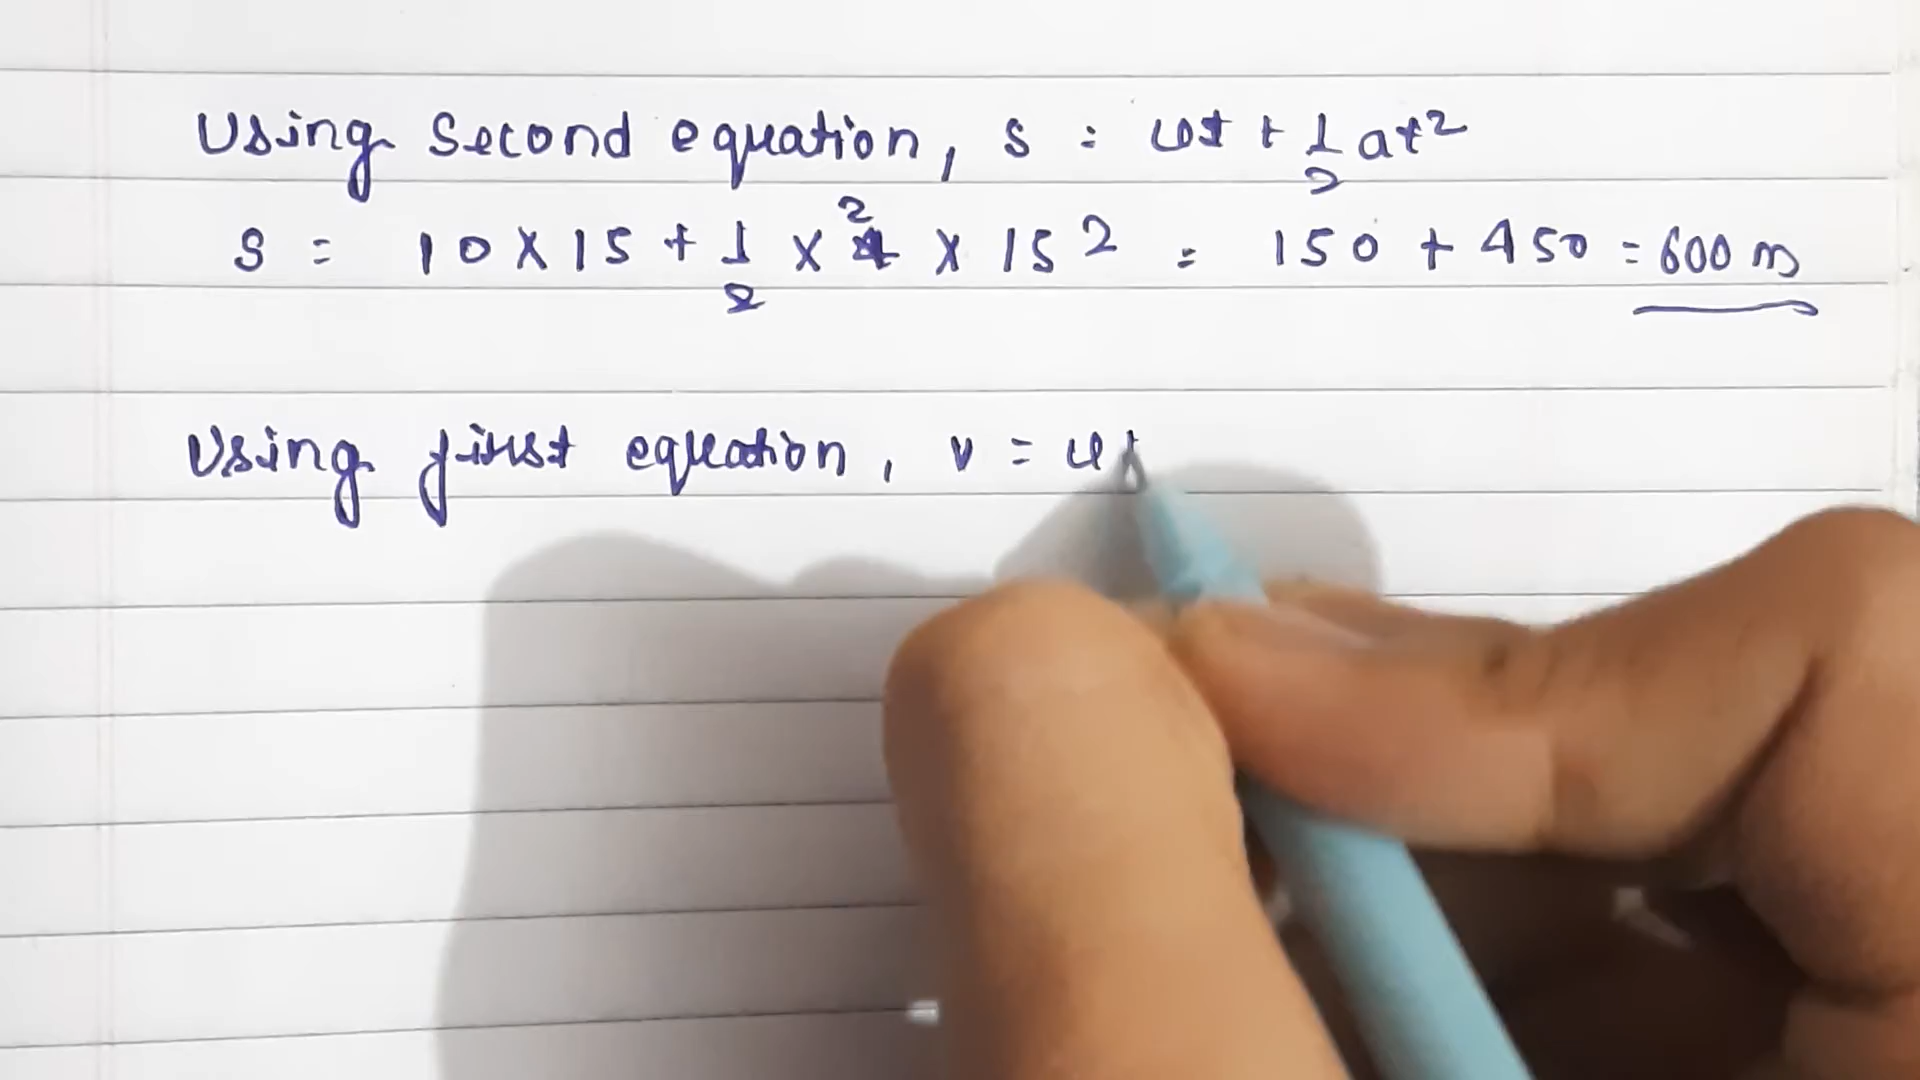 Using Second equation, s = ut + 1/2 at²
S = 10 X 15 + 1/2 X 4 2 X 15² = 150 + 450 = 600 m
Using first equation, v = u